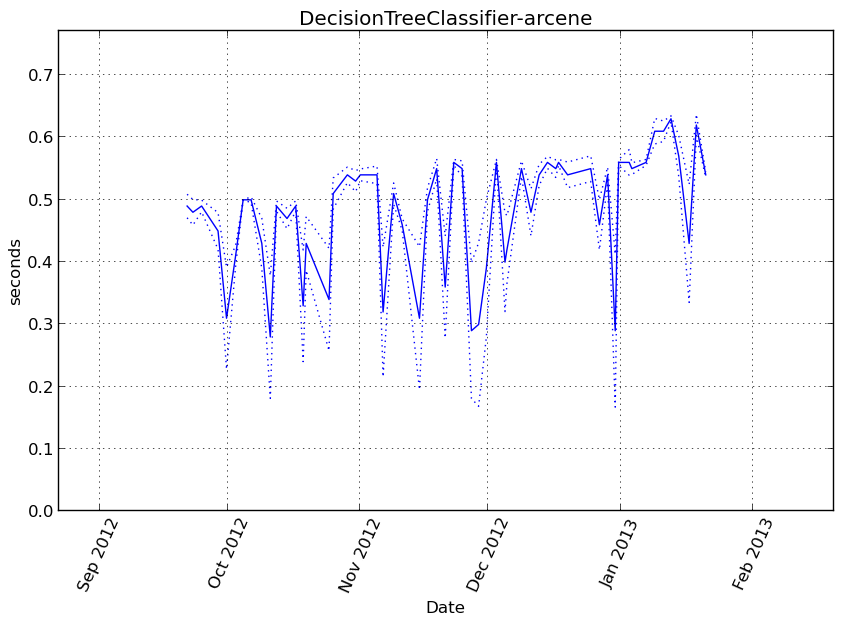 DecisionTreeClassifier-arcene
seconds
0.7
0.6
0.5
0.4
0.3
0.2
0.1
0.0
Sep 2012
Oct 2012
Nov 2012
Dec 2012
Jan 2013
Feb 2013
Date